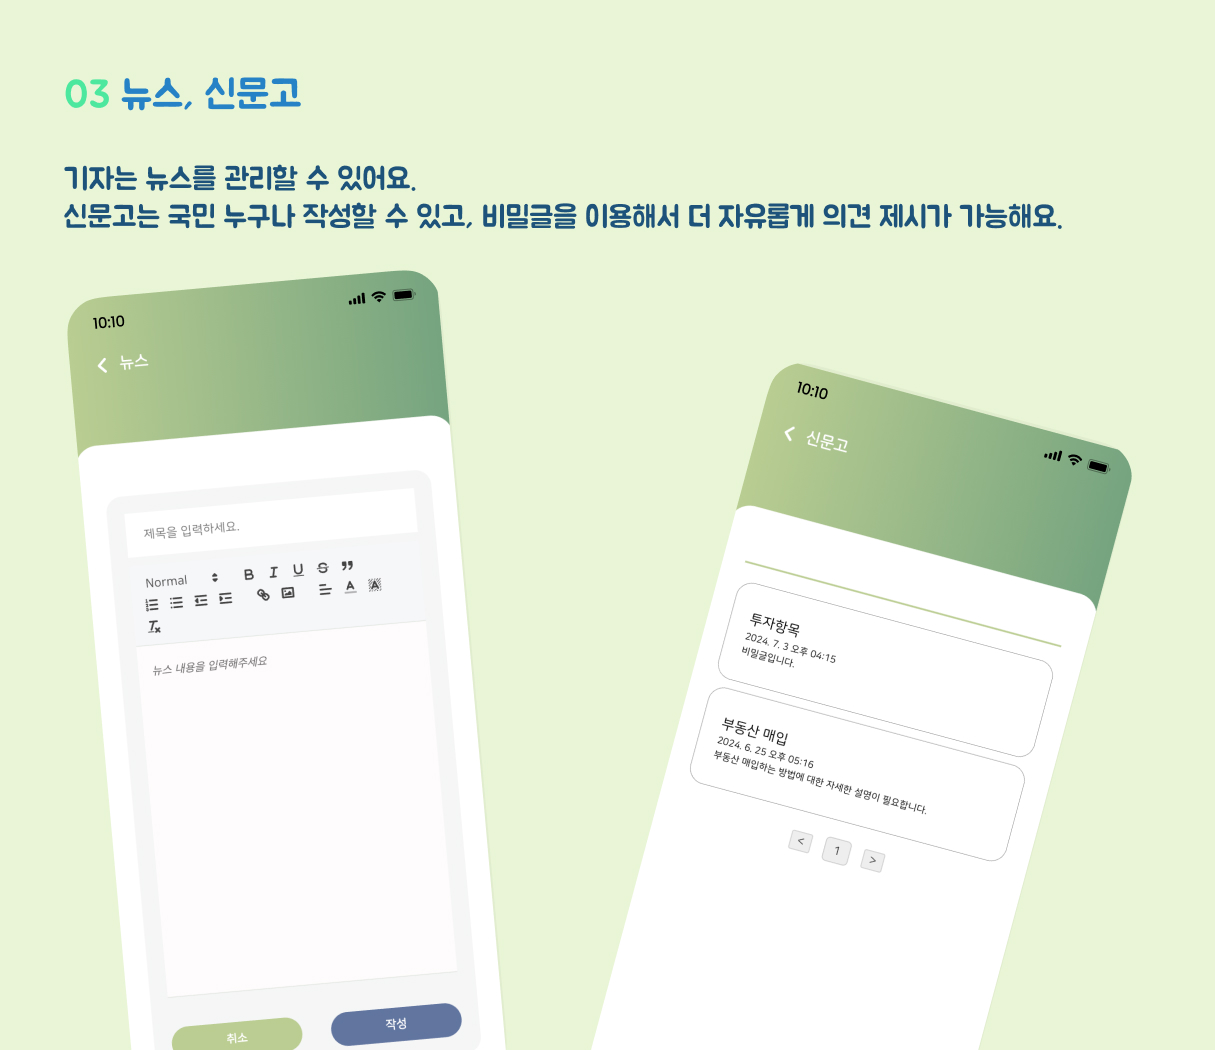 03 뉴스, 신문고
기자는 뉴스를 관리할 수 있어요.
신문고는 국민 누구나 작성할 수 있고, 비밀글을 이용해서 더 자유롭게 의견 제시가 가능해요.
10:10
뉴스
제목을 입력하세요.
Normal
뉴스 내용을 입력해주세요
취소
작성
10:10
신문고
투자항목
2024. 7. 3 오후 04:15
비밀글입니다.
부동산 매입
2024. 6. 25 오후 05:16
부동산 매입하는 방법에 대한 자세한 설명이 필요합니다.
< 1 >